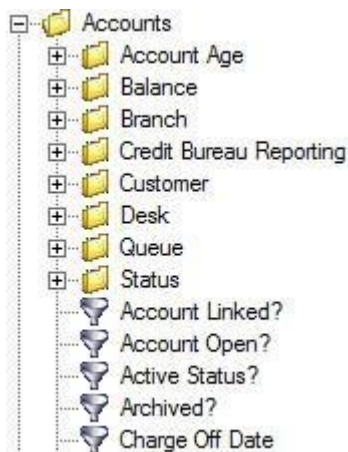 Accounts
Account Age
Balance
Branch
Credit Bureau Reporting
Customer
Desk
Queue
Status
Account Linked?
Account Open?
Active Status?
Archived?
Charge Off Date